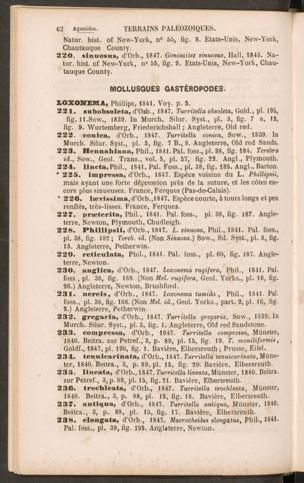 62 Aganides. TERRAINS PALÉOZOIQUES.
Natur. hist. of New-York, nº 55, fig. 8. Etats-Unis, New-York,
Chautauque County.
220. sinuosus, d'Orb., 1847. Goniacites sinuosus, Hall, 1843. Na-
tur. hist. of New-York, nº 55, fig. 9. Etats-Unis, New-York, Chau-
tauque County.
MOLLUSQUES GASTÉROPODES.
LOXONEMA, Phillips, 1841. Voy. p. 5.
221. subobsoleta, d'Orb., 1847. Turritella obsoleta, Gold., pl. 195,
fig. 11. Sow., 1839. In Murch. Silur. Syst., pl. 3, fig. 7 a, 12,
fig. 9. Wurtemberg, Friederichshall; Angleterre, Old red.
222. conica, d'Orb., 1847. Turritella conica, Sow., 1839. In
Murch. Silur. Syst., pl. 3, fig. 7 B., 8. Angleterre, Old red Sands.
223. Hennahiana, Phil., 1841. Pal. foss., pl. 38, fig. 184. Terebra
id., Sow., Geol. Trans., vol. 5, pl. 57, fig. 22. Angl., Plymouth.
224. lincta, Phil., 1841. Pal. Foss., pl. 38, fig. 185. Angl., Barton.
* 225. impressa, d'Orb., 1847. Espèce voisine du L. Phillipsii,
mais ayant une forte dépression près de la suture, et les côtes en-
core plus sinueuses. France, Ferques (Pas-de-Calais).
* 226. lævissima, d'Orb., 1847. Espèce courte, à tours longs et peu
renflés, très-lisses. France, Ferques.
227. præterita, Phil., 1841. Pal. foss., pl. 38, fig. 187. Angle-
terre, Newton, Plymouth, Chudleigh.
228. Phillipsii, d'Orb., 1847. L. sinuosa, Phil., 1841. Pal. foss.,
pl. 38, fig. 182; Tereb. id. (Non Sinuosa.) Sow., Sil. Syst., pl. 8, fig.
15. Angleterre, Petherwin.
229. reticulata, Phil., 1841. Pal. foss., pl. 60, fig. 187. Angle-
terre, Newton.
230. anglica, d'Orb., 1847. Loxonema rugifera, Phil., 1841. Pal.
foss., pl. 38, fig. 188. (Non Mel. rugifera, Geol. Yorks., pl. 16, fig.
26.) Angleterre, Newton, Brushford.
231. nereis, d'Orb., 1847. Loxonema tumida, Phil., 1841. Pal.
foss., pl. 38, fig. 186. (Non Mel. id., Geol. Yorks., part. 2, pl. 16, fig.
2.) Angleterre, Petherwin.
232. gregaria, d'Orb., 1847. Turritella gregaria, Sow., 1839. In
Murch. Silur. Syst., pl. 3, fig. 1. Angleterre, Old red Sandstone.
233. compressa, d'Orb., 1847. Turritella compressa, Münster,
1840. Beitra. zur Petref., 3, p. 89, pl. 15, fig. 19. T. moniliformis,
Goldf., 1847, pl. 196, fig. 1. Bavière, Elbersreuth; Prusse, Eifel.
234. tenuicarinata, d'Orb., 1847. Turritella tenuicarinata, Müns-
ter, 1840. Beitra., 3, p. 89, pl. 15, fig. 20. Bavière, Elbersreuth.
235. lineata, d'Orb., 1847. Turritella lineata, Münster, 1840. Beitra.
zur Petref., 3, p. 89, pl. 15, fig. 21. Bavière, Elbersreuth.
236. trochleata, d'Orb., 1847. Turritella trochleata, Münster,
1840. Beitra., 3, p. 88, pl. 15, fig. 18. Bavière, Elbersreuth.
237. antiqua, d'Orb., 1847. Turritella antiqua, Münster, 1840.
Beitra., 3, p. 88, pl. 15, fig. 17. Bavière, Elbersreuth.
238. elongata, d'Orb., 1847. Macrocheilus elongatus, Phil., 1841.
Pal. foss., pl. 39, fig. 195. Angleterre, Newton.